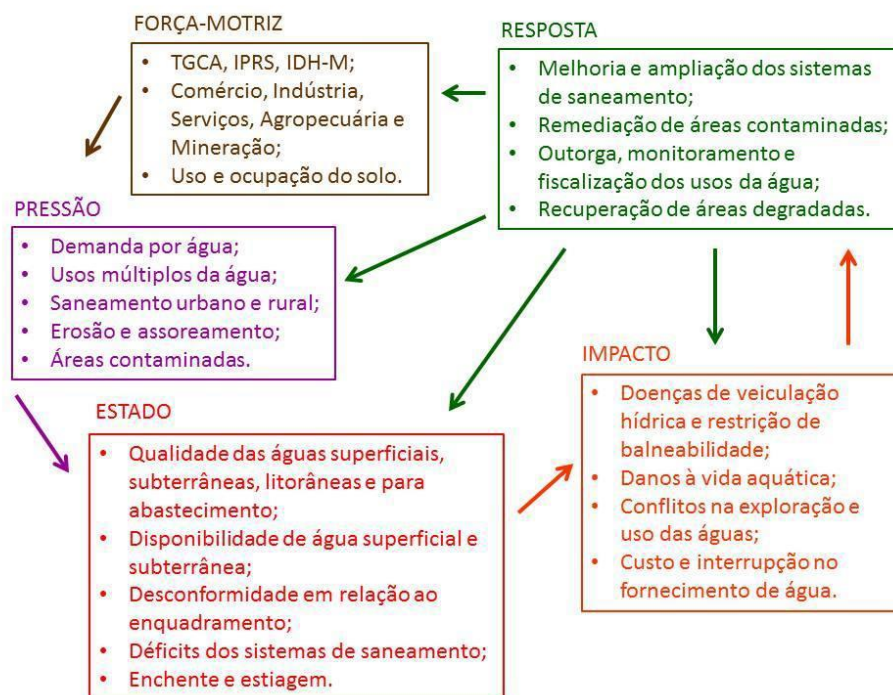 FORÇA-MOTRIZ
• TGCA, IPRS, IDH-M;
• Comércio, Indústria,
Serviços, Agropecuária e
Mineração;
• Uso e ocupação do solo.
RESPOSTA
• Melhoria e ampliação dos sistemas
de saneamento;
• Remediação de áreas contaminadas;
• Outorga, monitoramento e
fiscalização dos usos da água;
• Recuperação de áreas degradadas.
PRESSÃO
• Demanda por água;
• Usos múltiplos da água;
• Saneamento urbano e rural;
• Erosão e assoreamento;
• Áreas contaminadas.
ESTADO
• Qualidade das águas superficiais,
subterrâneas, litorâneas e para
abastecimento;
• Disponibilidade de água superficial e
subterrânea;
• Desconformidade em relação ao
enquadramento;
• Déficits dos sistemas de saneamento;
• Enchente e estiagem.
IMPACTO
• Doenças de veiculação
hídrica e restrição de
balneabilidade;
• Danos à vida aquática;
• Conflitos na exploração e
uso das águas;
• Custo e interrupção no
fornecimento de água.